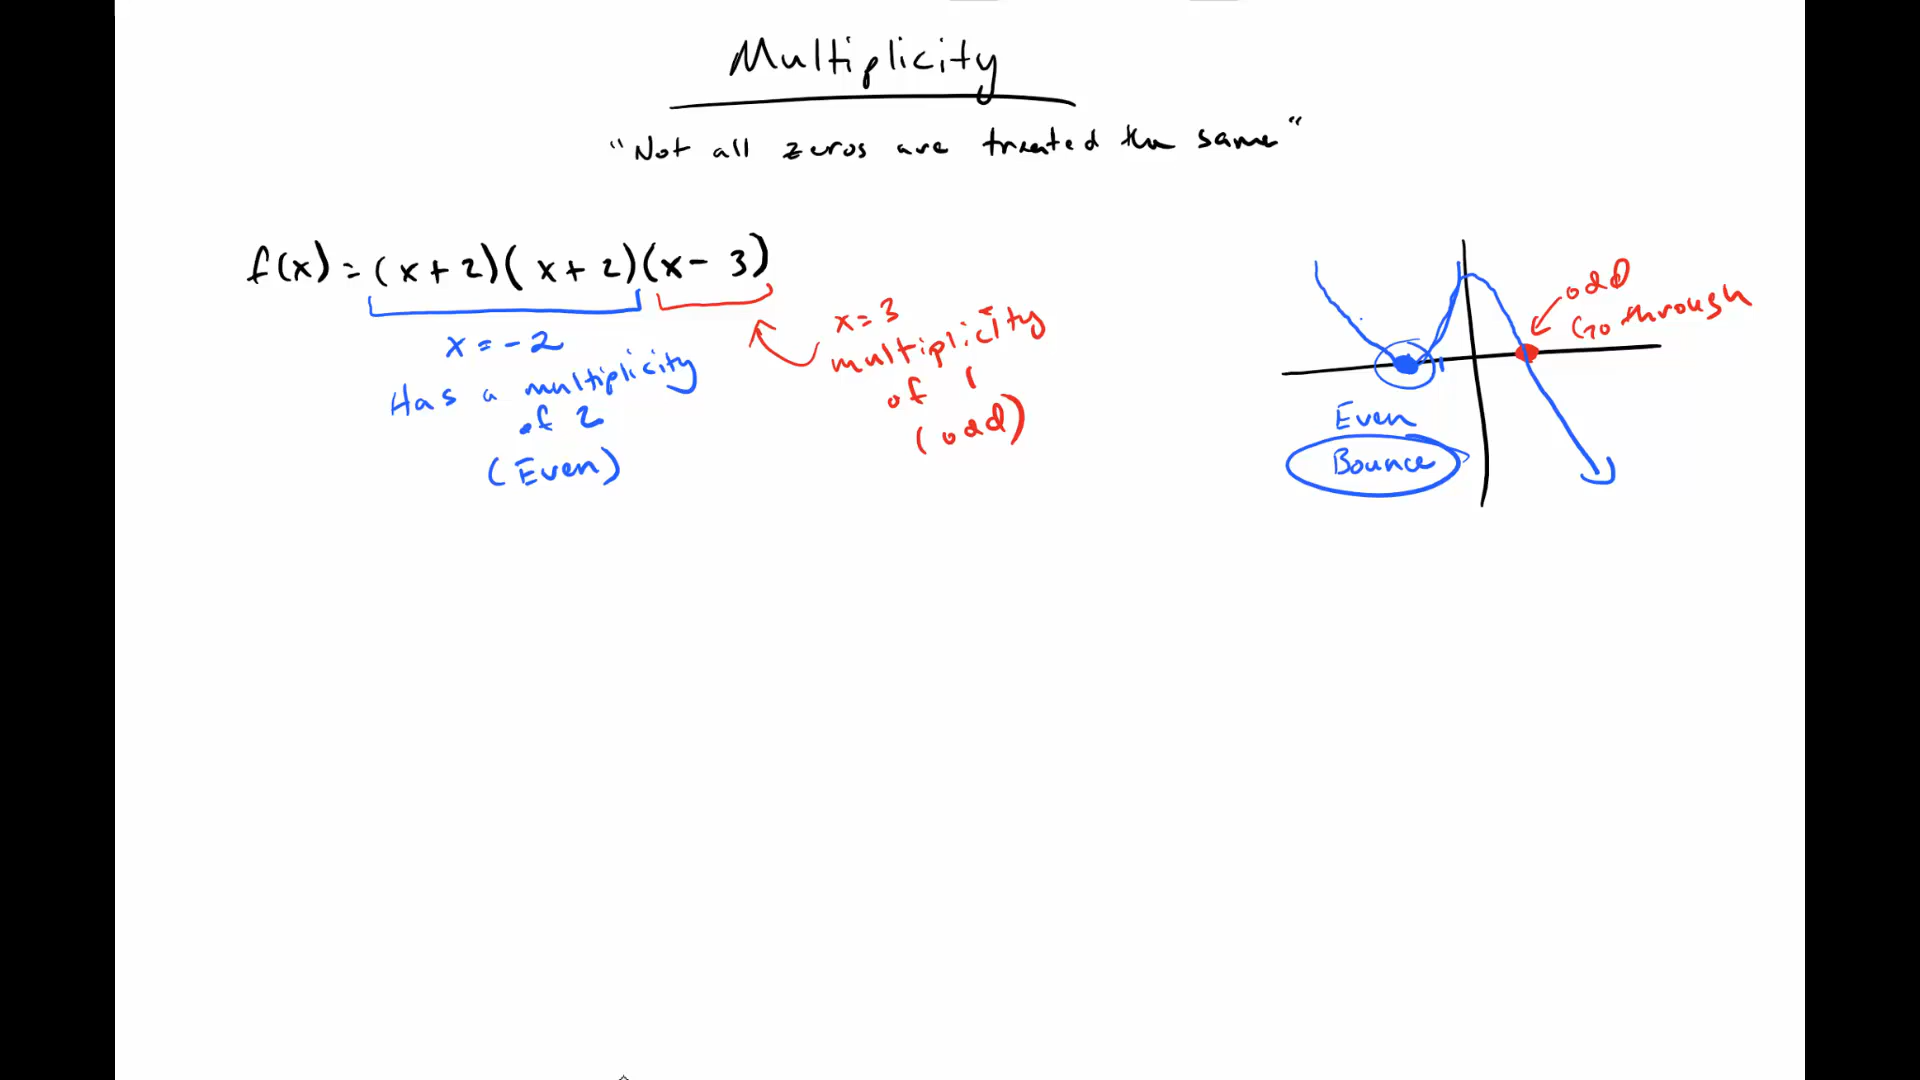 Multiplicity
"Not all zeros are treated the same"
f(x) = (x+2)(x+2)(x-3)
x = -2
Has a multiplicity
of 2
(Even)
x=3
multiplicity
of 1
(odd)
odd
Go through
Even
Bounce